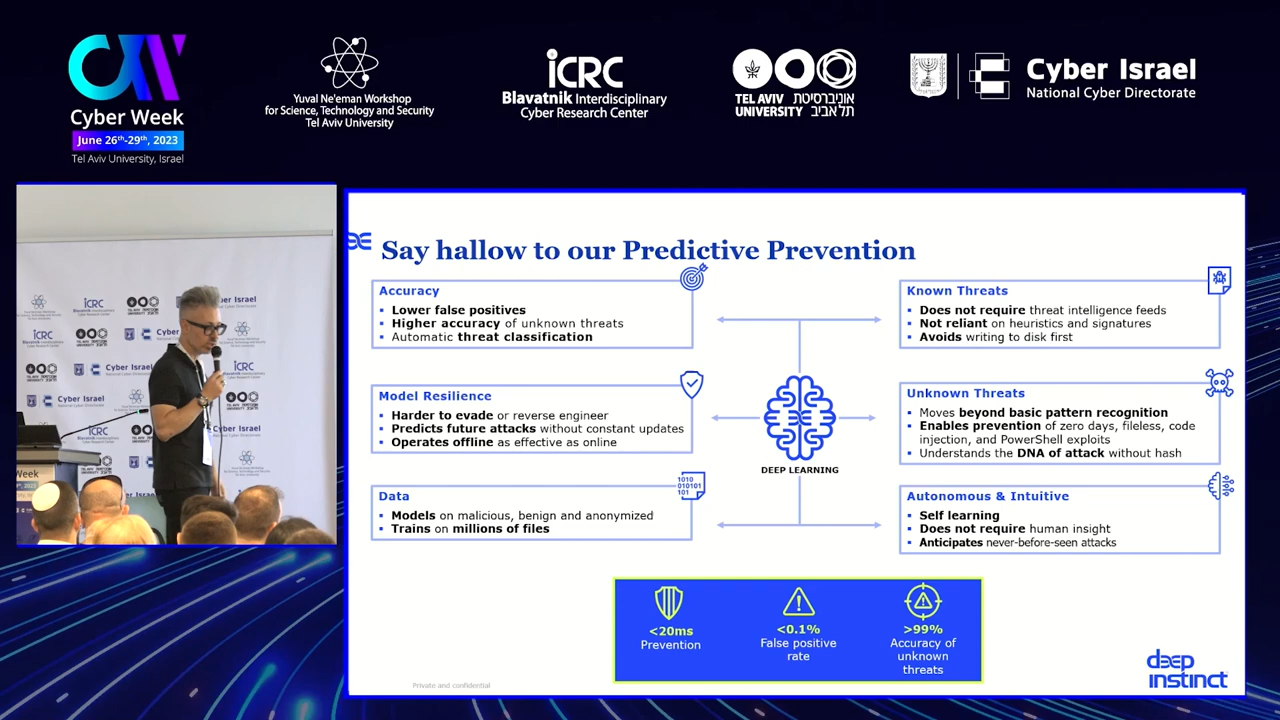 Cyber Week
June 26th-29th, 2023
Tel Aviv University, Israel
Yuval Ne'eman Workshop
for Science, Technology and Security
Tel Aviv University
iCRC
Blavatnik Interdisciplinary
Cyber Research Center
TEL AVIV אוניברסיטת
UNIVERSITY תל אביב
Cyber Israel
National Cyber Directorate
Say hallow to our Predictive Prevention
Accuracy
▪ Lower false positives
▪ Higher accuracy of unknown threats
▪ Automatic threat classification
Model Resilience
▪ Harder to evade or reverse engineer
▪ Predicts future attacks without constant updates
▪ Operates offline as effective as online
Data
1010
010101
101
▪ Models on malicious, benign and anonymized
▪ Trains on millions of files
DEEP LEARNING
Known Threats
▪ Does not require threat intelligence feeds
▪ Not reliant on heuristics and signatures
▪ Avoids writing to disk first
Unknown Threats
▪ Moves beyond basic pattern recognition
▪ Enables prevention of zero days, fileless, code
injection, and PowerShell exploits
▪ Understands the DNA of attack without hash
Autonomous & Intuitive
▪ Self learning
▪ Does not require human insight
▪ Anticipates never-before-seen attacks
<20ms
Prevention
<0.1%
False positive
rate
>99%
Accuracy of
unknown
threats
Private and confidential
deep
instinct
iCRC
Cyber Israel
iCRC
iCRC
Cyber Israel
Week